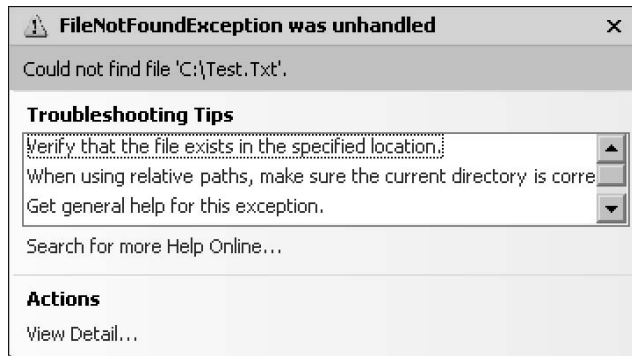 FileNotFoundException was unhandled
Could not find file 'C:\Test.Txt'.
Troubleshooting Tips
Verify that the file exists in the specified location.
When using relative paths, make sure the current directory is corre
Get general help for this exception.
Search for more Help Online...
Actions
View Detail...